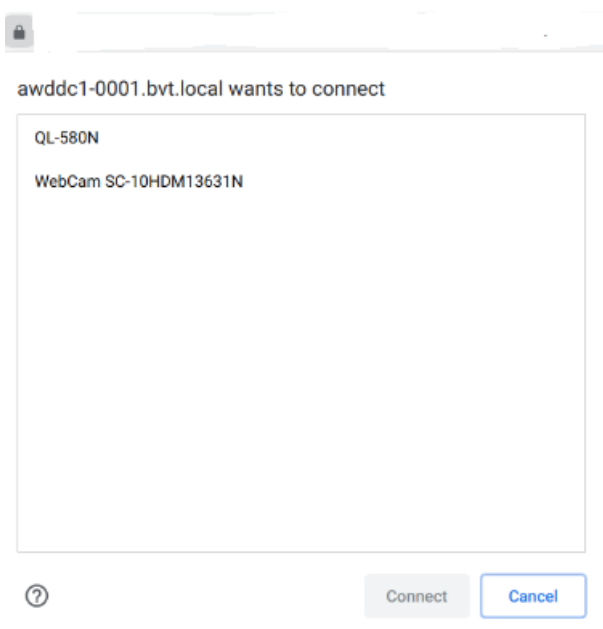 awddc1-0001.bvt.local wants to connect
QL-580N
WebCam SC-10HDM13631N
Connect
Cancel